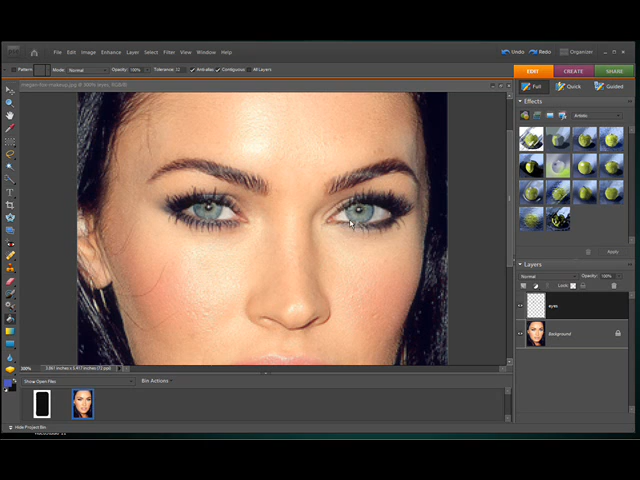 File Edit Image Enhance Layer Select Filter View Window Help
Undo Redo Organizer
Pattern Mode: Normal Opacity: 100% Tolerance: 32 Anti-alias Contiguous All Layers
EDIT CREATE SHARE
Full Quick Guided
Effects
Artistic
Apply
Layers
Normal Opacity: 100%
Lock:
eyes
Background
300% 3.861 inches x 5.417 inches (72 ppi)
Show Open Files Bin Actions
Hide Project Bin